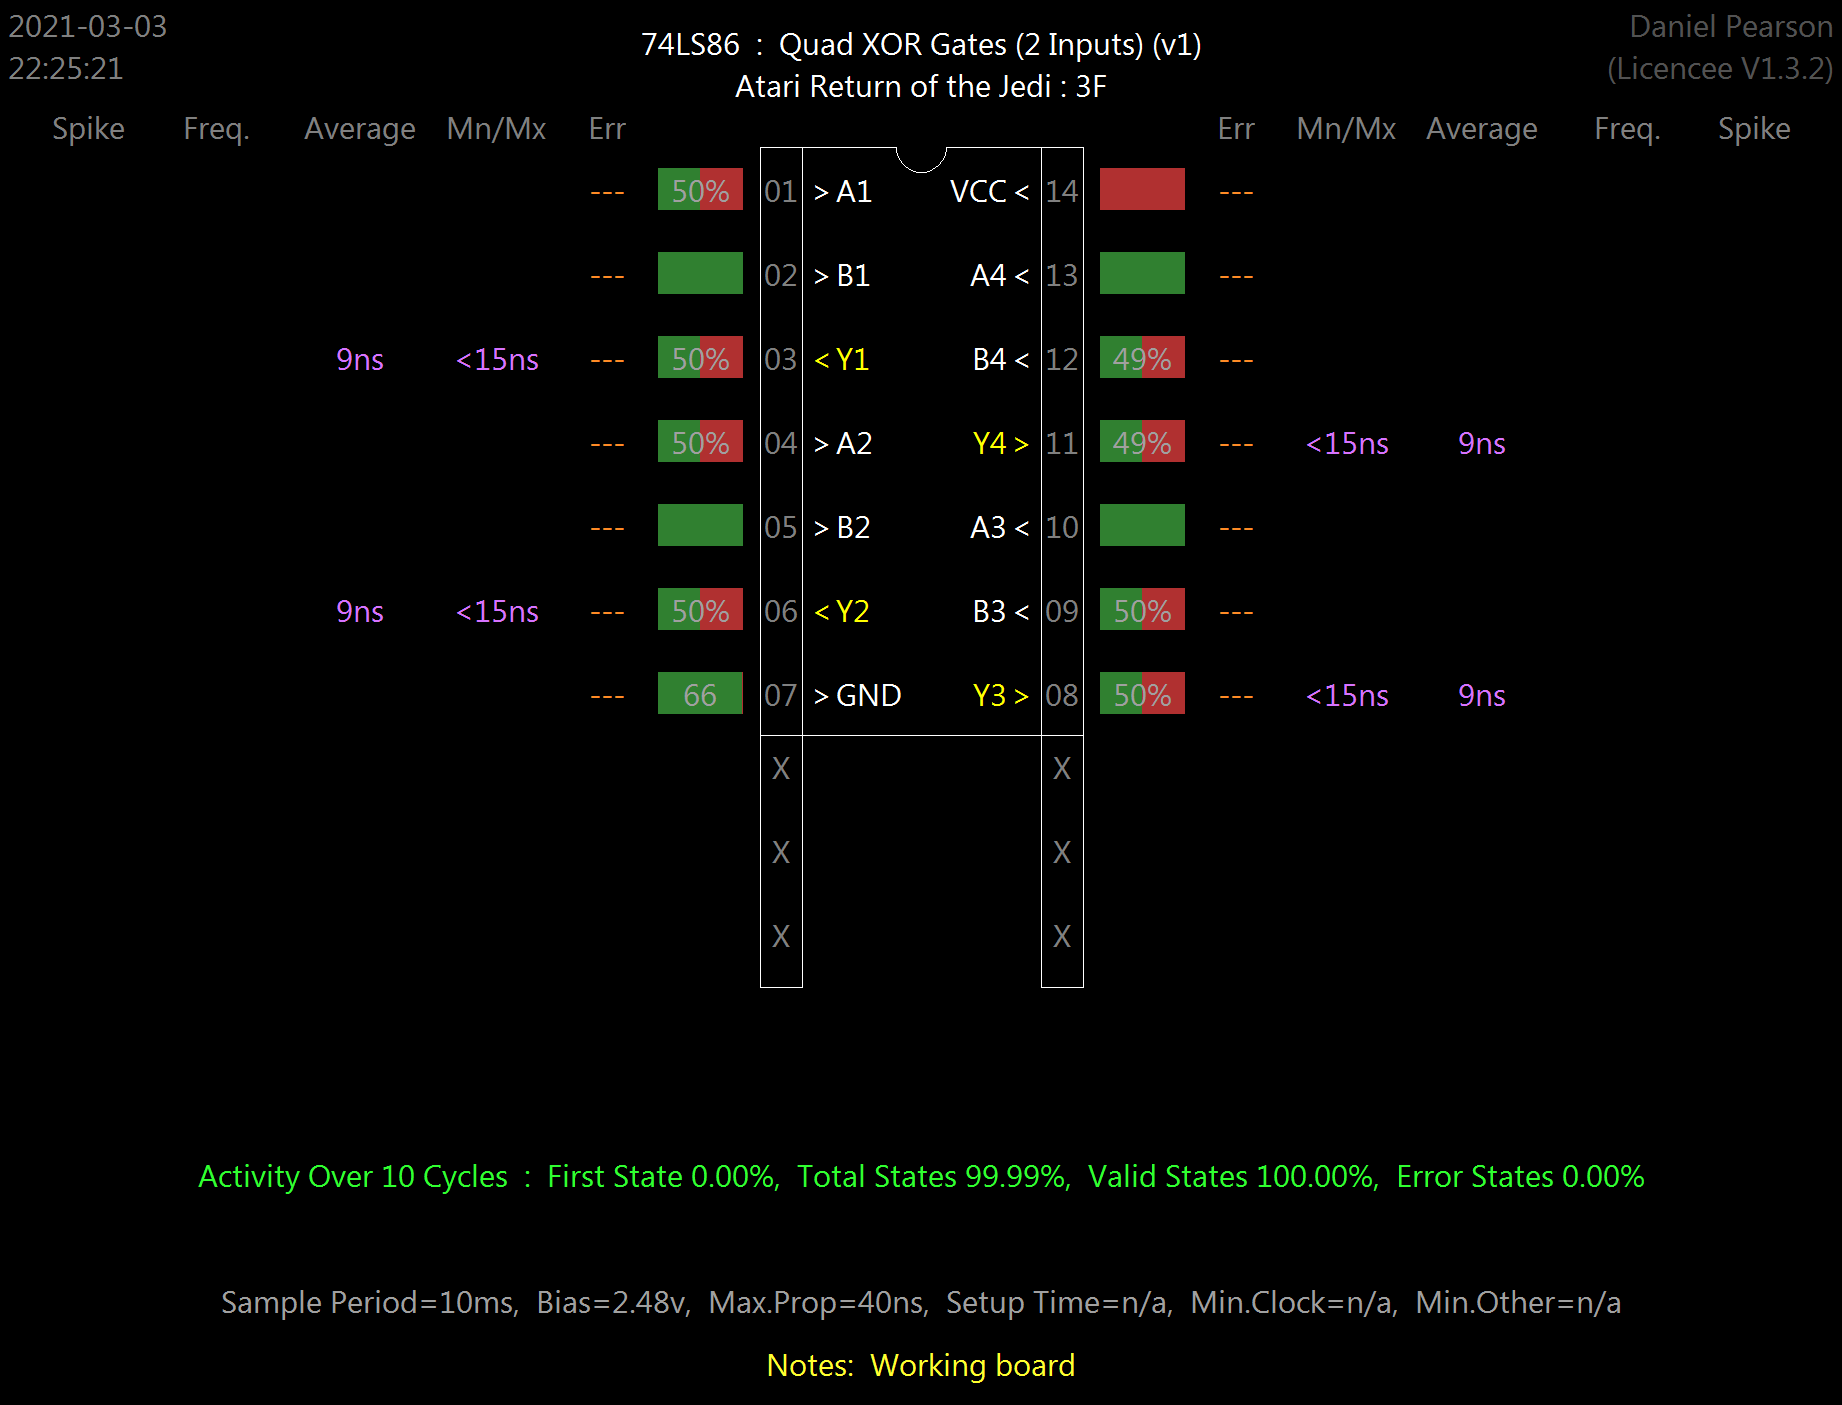 2021-03-03
22:25:21
74LS86 : Quad XOR Gates (2 Inputs) (v1)
Atari Return of the Jedi : 3F
Daniel Pearson
(Licencee V1.3.2)
Spike Freq. Average Mn/Mx Err Err Mn/Mx Average Freq. Spike
--- 50% 01 > A1 VCC < 14 ---
--- 02 > B1 A4 < 13 ---
9ns <15ns --- 50% 03 < Y1 B4 < 12 49% ---
--- 50% 04 > A2 Y4 > 11 49% --- <15ns 9ns
--- 05 > B2 A3 < 10 ---
9ns <15ns --- 50% 06 < Y2 B3 < 09 50% ---
--- 66 07 > GND Y3 > 08 50% --- <15ns 9ns
X X
X X
X X
Activity Over 10 Cycles : First State 0.00%, Total States 99.99%, Valid States 100.00%, Error States 0.00%
Sample Period=10ms, Bias=2.48v, Max.Prop=40ns, Setup Time=n/a, Min.Clock=n/a, Min.Other=n/a
Notes: Working board